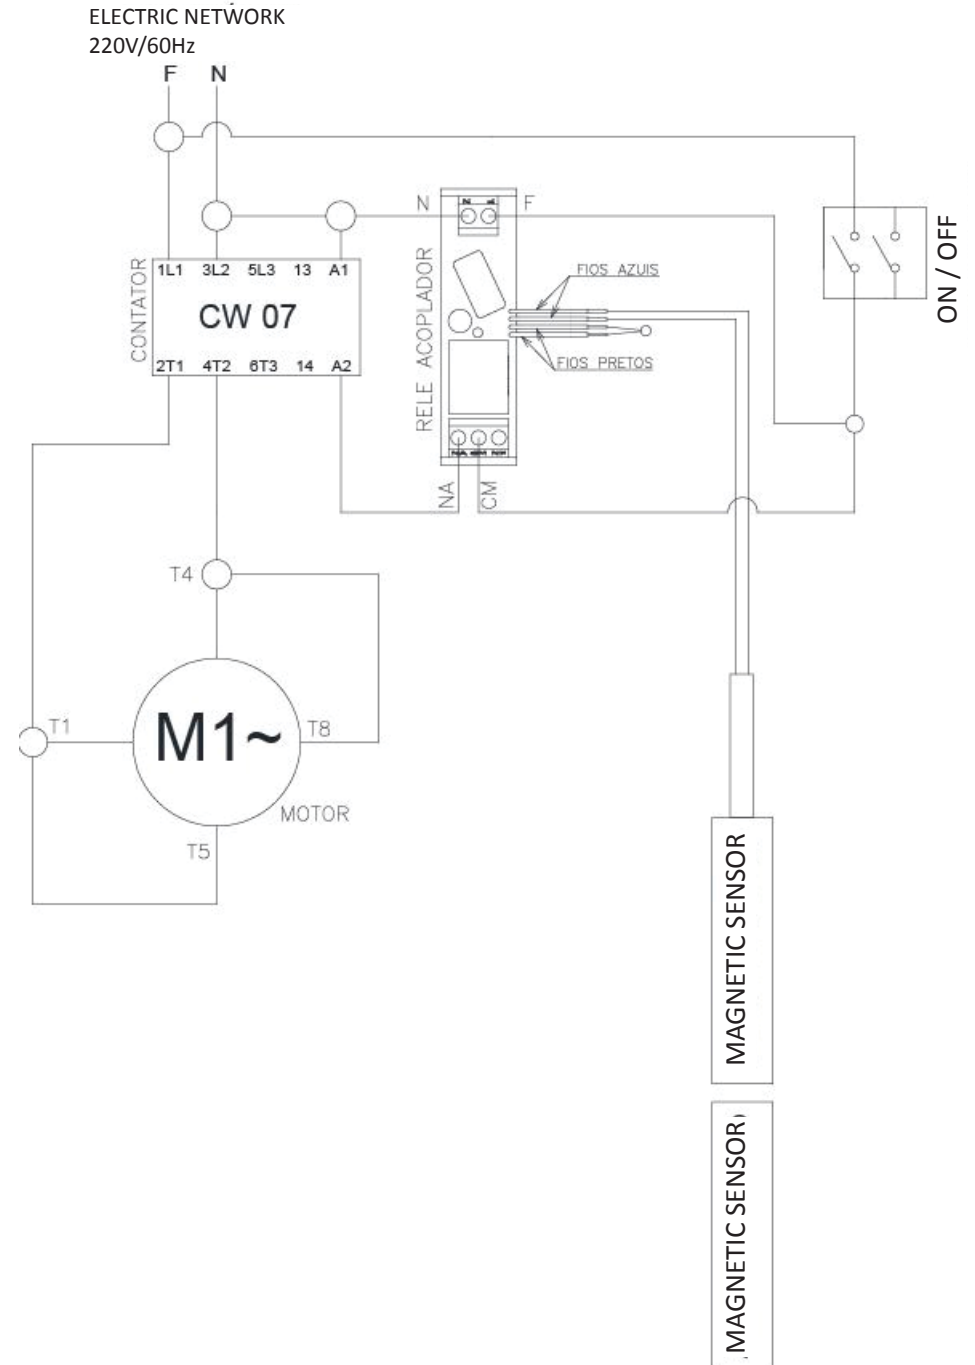 ELECTRIC NETWORK
220V/60Hz
F N
N F
1L1 3L2 5L3 13 A1
CONTATOR
CW 07
2T1 4T2 6T3 14 A2
RELE ACOPLADOR
FIOS AZUIS
FIOS PRETOS
ON / OFF
NA CM
T4
T1
M1~
T8
MOTOR
T5
MAGNETIC SENSOR
MAGNETIC SENSOR